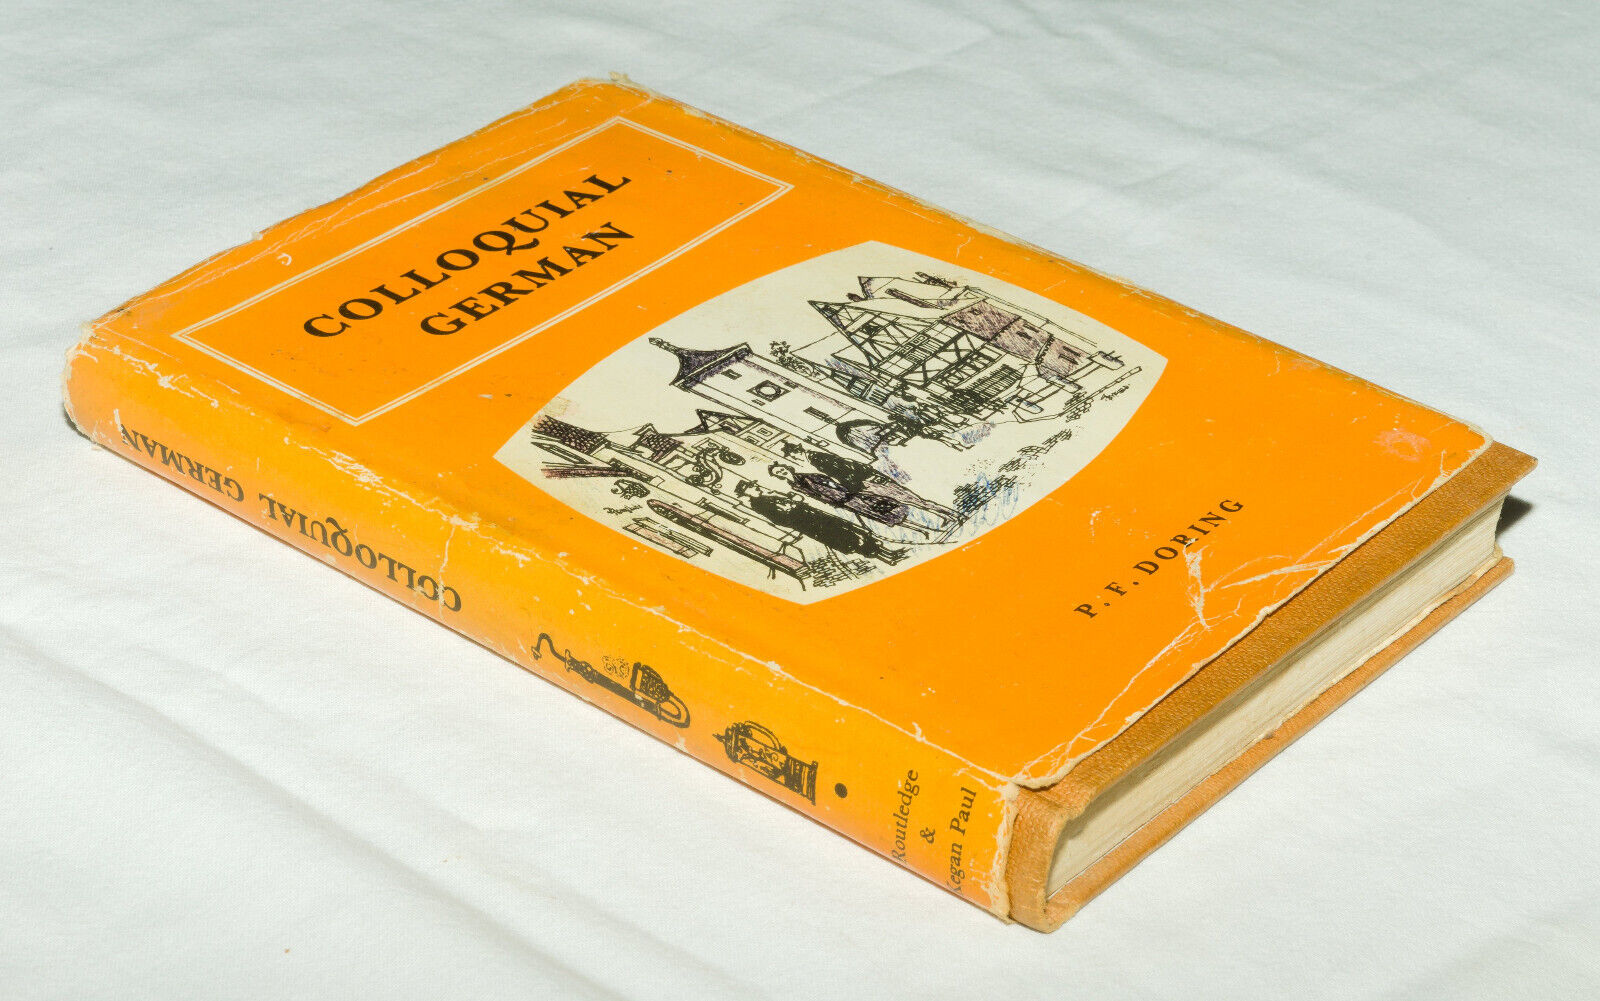 COLLOQUIAL
GERMAN
P. F. DORING
COLLOQUIAL GERMAN
Routledge
&
Kegan Paul